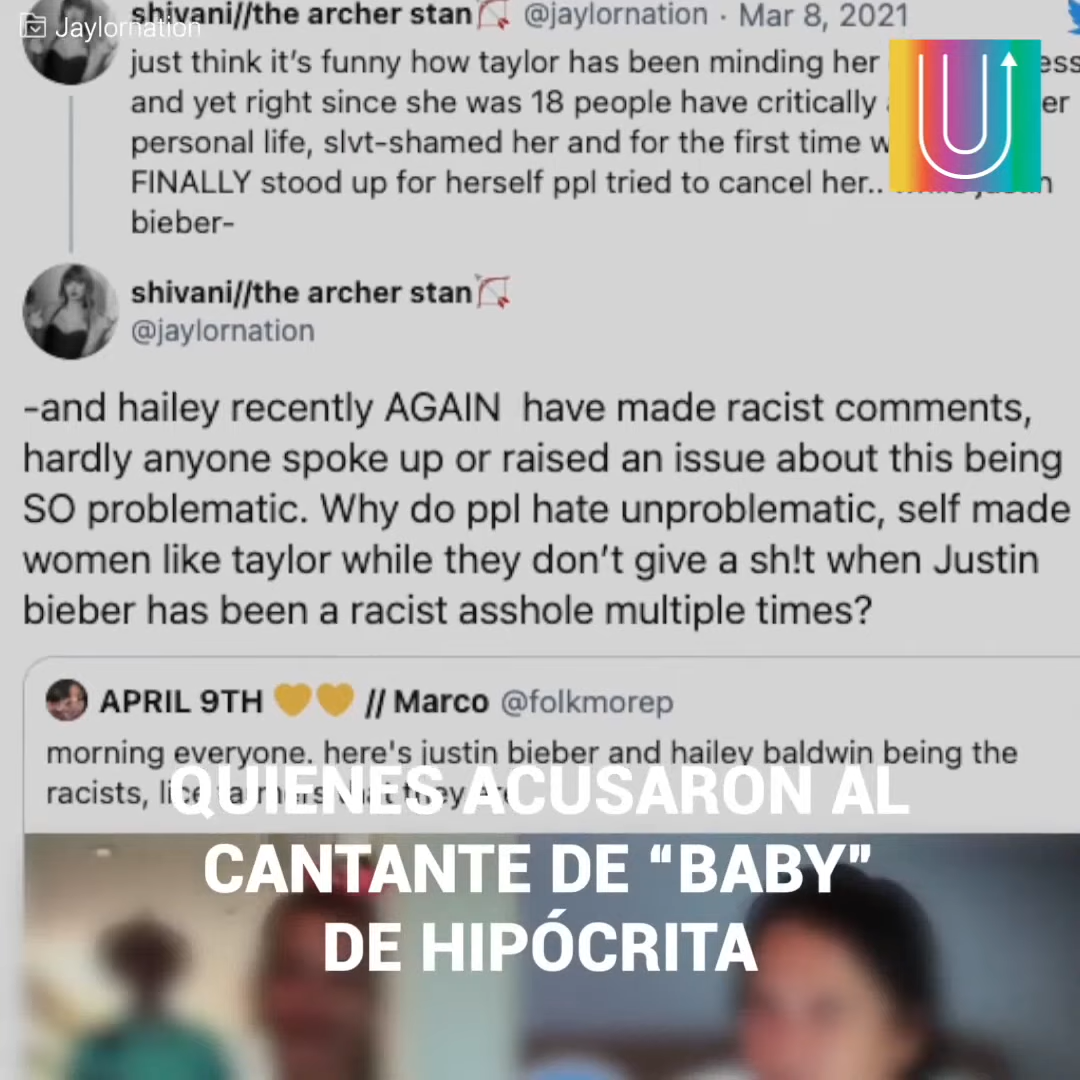 Jaylornation
shivani//the archer stan @jaylornation · Mar 8, 2021
just think it's funny how taylor has been minding her
and yet right since she was 18 people have critically
personal life, slvt-shamed her and for the first time
FINALLY stood up for herself ppl tried to cancel her..
bieber-
U
shivani//the archer stan
@jaylornation
-and hailey recently AGAIN have made racist comments,
hardly anyone spoke up or raised an issue about this being
SO problematic. Why do ppl hate unproblematic, self made
women like taylor while they don't give a sh!t when Justin
bieber has been a racist asshole multiple times?
APRIL 9TH 💛💛 // Marco @folkmorep
morning everyone. here's justin bieber and hailey baldwin being the
racists,
QUIENES ACUSARON AL
CANTANTE DE “BABY”
DE HIPÓCRITA